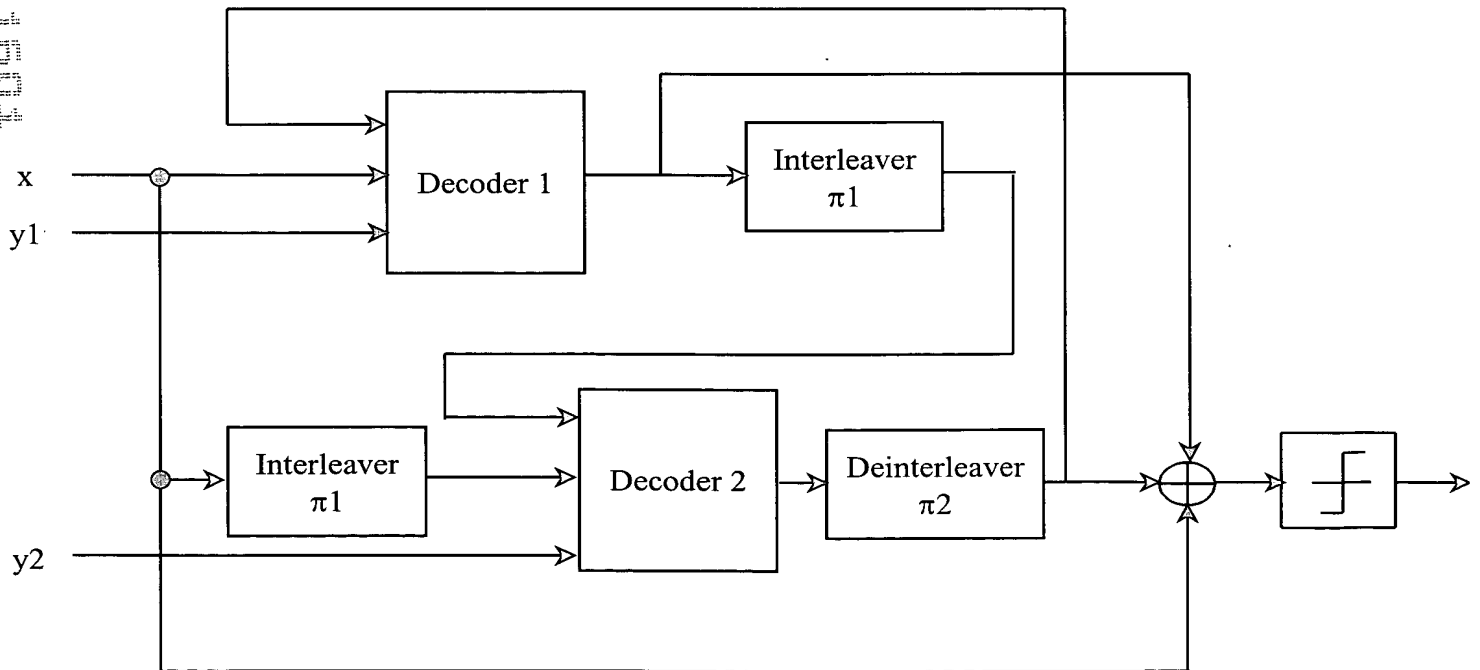 x
y1
Decoder 1
Interleaver
π1
Interleaver
π1
Decoder 2
Deinterleaver
π2
y2